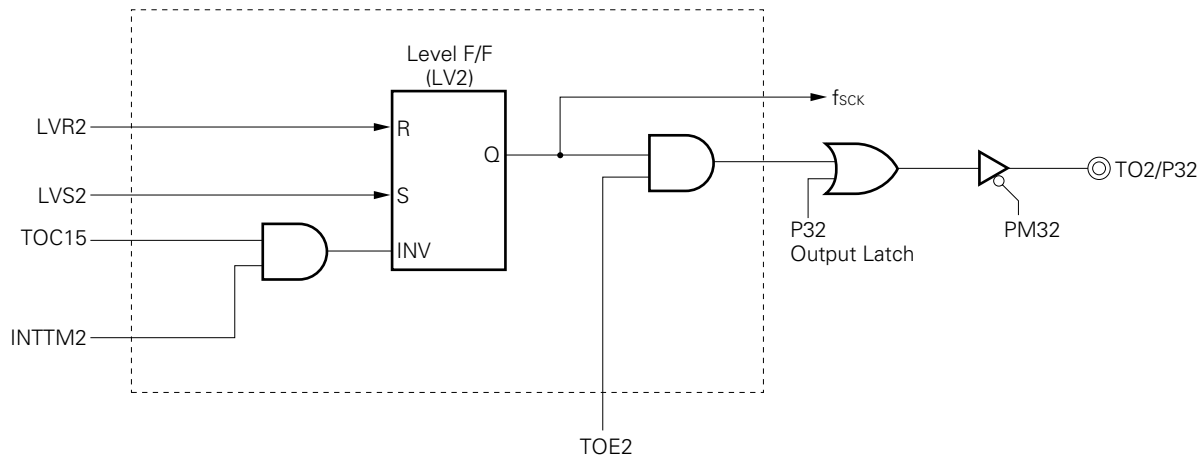 Level F/F
(LV2)
fSCK
LVR2
R
Q
TO2/P32
LVS2
S
TOC15
P32
Output Latch
PM32
INV
INTTM2
TOE2